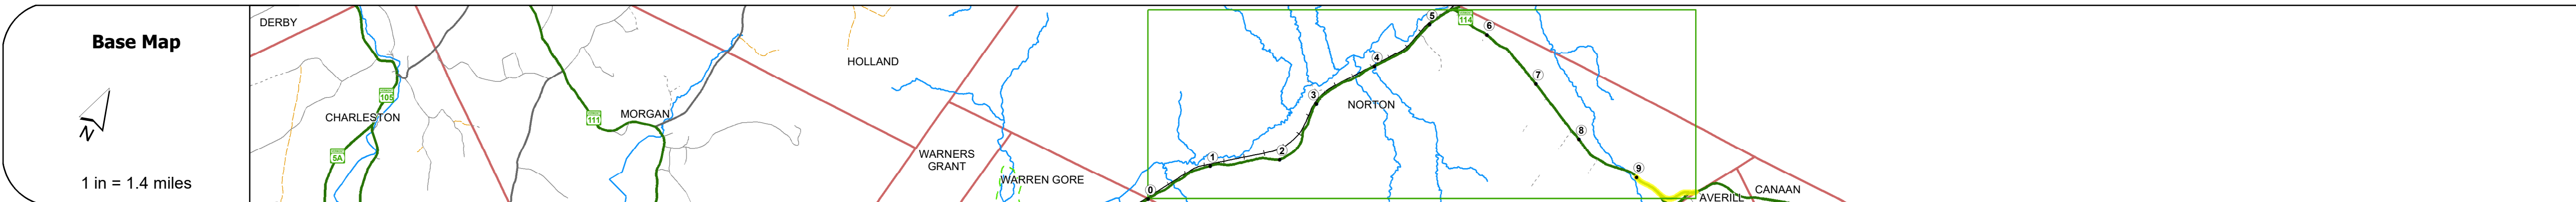 Base Map
N
1 in = 1.4 miles
DERBY
105
CHARLESTON
5A
111
MORGAN
HOLLAND
WARNERS
GRANT
WARREN GORE
0
1
2
3
4
5
114
6
NORTON
7
8
9
AVERILL
CANAAN